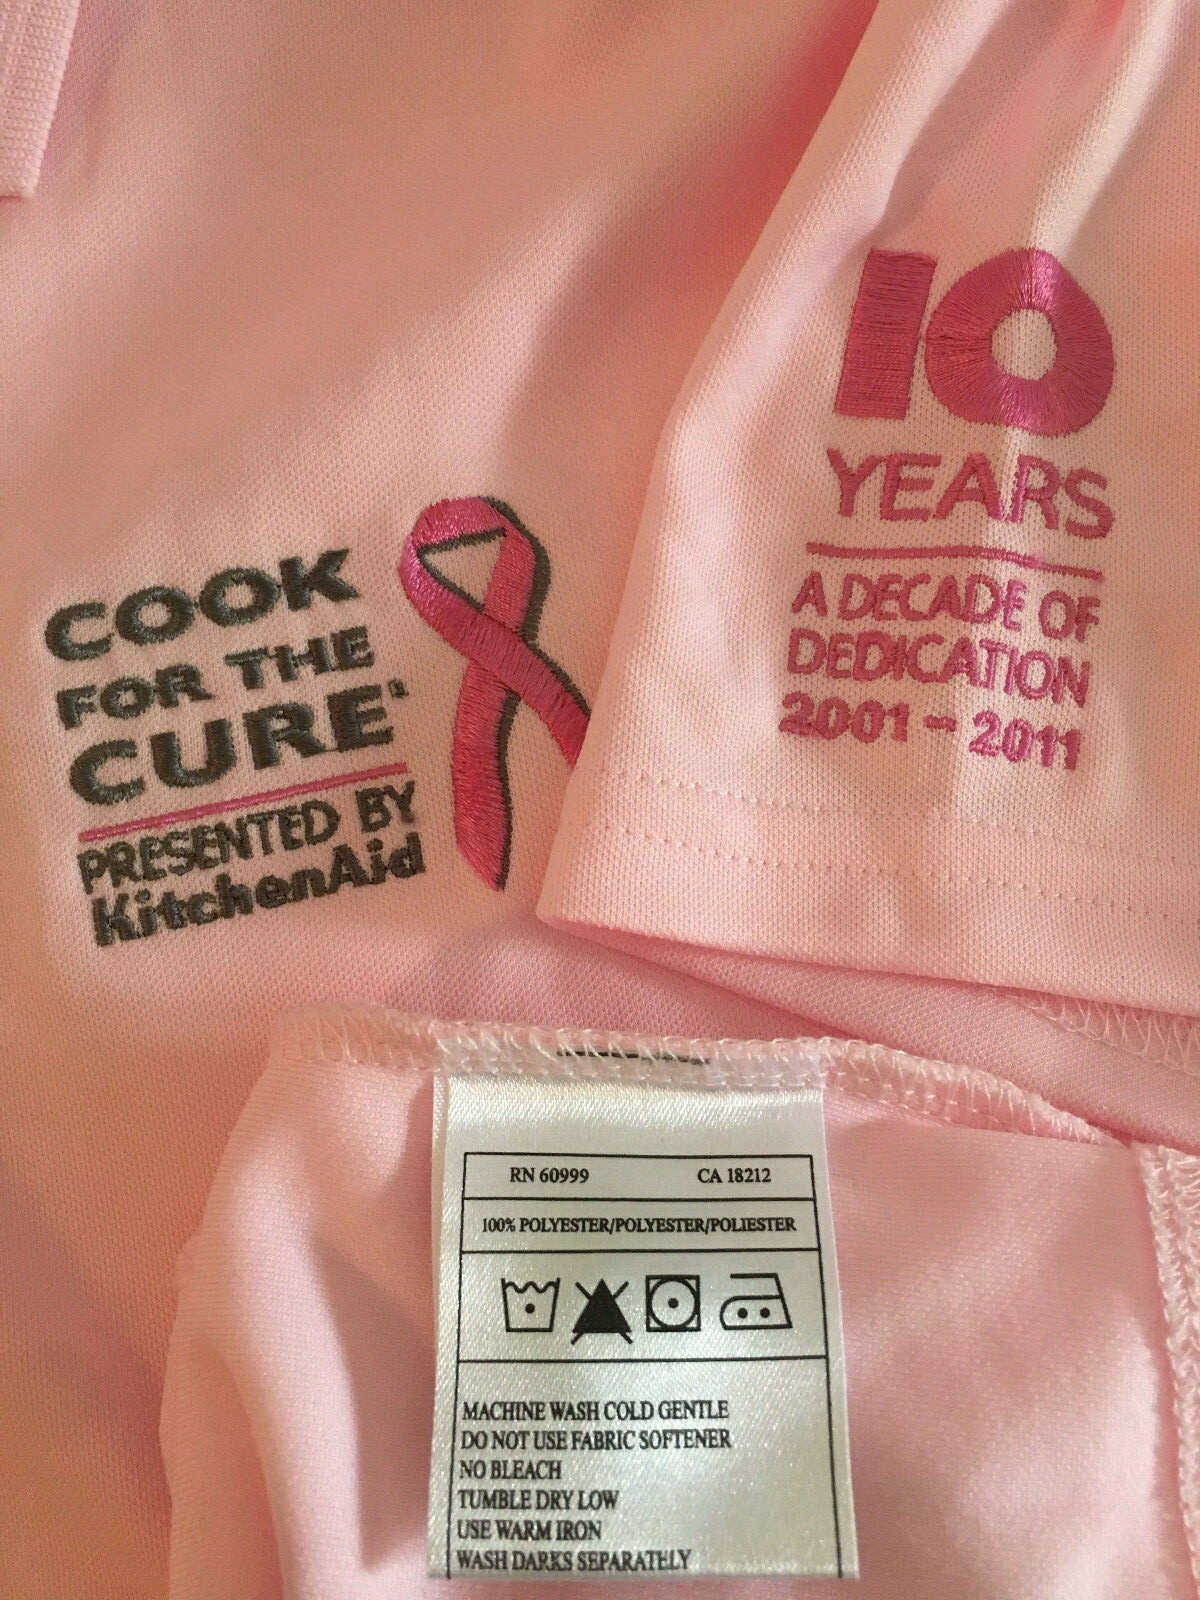 COOK
FOR THE
CURE
PRESENTED BY
KitchenAid
10
YEARS
A DECADE OF
DEDICATION
2001 – 2011
RN 60999 CA 18212
100% POLYESTER/POLYESTER/POLIESTER
MACHINE WASH COLD GENTLE
DO NOT USE FABRIC SOFTENER
NO BLEACH
TUMBLE DRY LOW
USE WARM IRON
WASH DARKS SEPARATELY